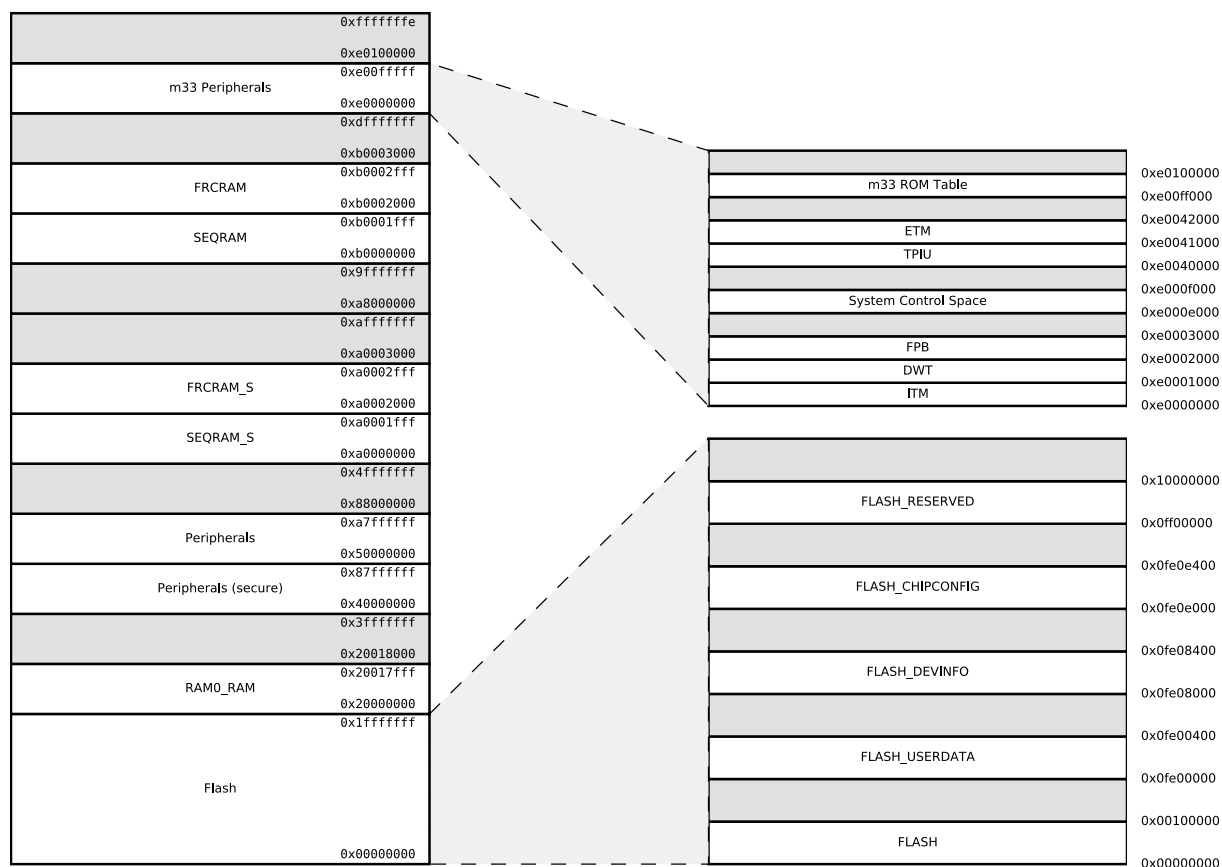 0xfffffffe
0xe0100000
0xe00fffff
m33 Peripherals
0xe0000000
0xdfffffff
0xb0003000
0xb0002fff
FRCRAM
0xb0002000
0xb0001fff
SEQRAM
0xb0000000
0x9fffffff
0xa8000000
0xafffffff
0xa0003000
0xa0002fff
FRCRAM_S
0xa0002000
0xa0001fff
SEQRAM_S
0xa0000000
0x4fffffff
0x88000000
0xa7ffffff
Peripherals
0x50000000
0x87ffffff
Peripherals (secure)
0x40000000
0x3fffffff
0x20018000
0x20017fff
RAM0_RAM
0x20000000
0x1fffffff
Flash
0x00000000
0xe0100000
m33 ROM Table
0xe00ff000
0xe0042000
ETM
0xe0041000
TPIU
0xe0040000
0xe000f000
System Control Space
0xe000e000
0xe0003000
FPB
0xe0002000
DWT
0xe0001000
ITM
0xe0000000
0x10000000
FLASH_RESERVED
0x0ff00000
0x0fe0e400
FLASH_CHIPCONFIG
0x0fe0e000
0x0fe08400
FLASH_DEVINFO
0x0fe08000
0x0fe00400
FLASH_USERDATA
0x0fe00000
0x00100000
FLASH
0x00000000